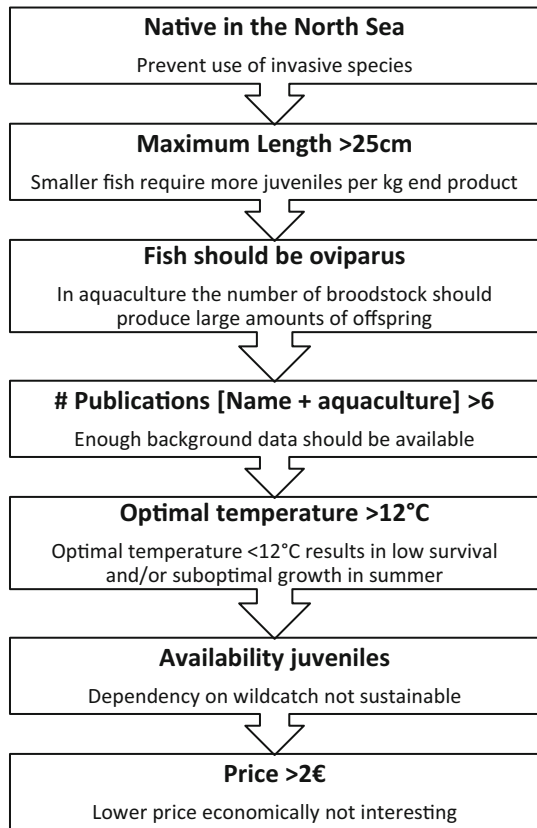 Native in the North Sea
Prevent use of invasive species
Maximum Length >25cm
Smaller fish require more juveniles per kg end product
Fish should be oviparus
In aquaculture the number of broodstock should
produce large amounts of offspring
# Publications [Name + aquaculture] >6
Enough background data should be available
Optimal temperature >12°C
Optimal temperature <12°C results in low survival
and/or suboptimal growth in summer
Availability juveniles
Dependency on wildcatch not sustainable
Price >2€
Lower price economically not interesting